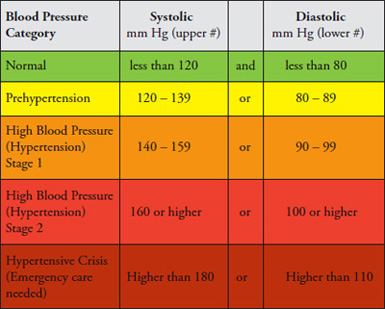 Blood Pressure Category
Systolic mm Hg (upper #)
Diastolic mm Hg (lower #)
Normal less than 120 and less than 80
Prehypertension 120 – 139 or 80 – 89
High Blood Pressure (Hypertension) Stage 1 140 – 159 or 90 – 99
High Blood Pressure (Hypertension) Stage 2 160 or higher or 100 or higher
Hypertensive Crisis (Emergency care needed) Higher than 180 or Higher than 110